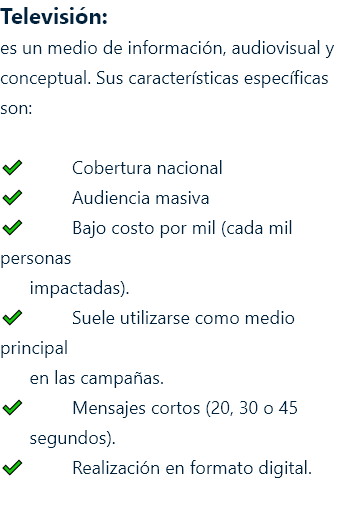 Televisión:
es un medio de información, audiovisual y
conceptual. Sus características específicas
son:
✔ Cobertura nacional
✔ Audiencia masiva
✔ Bajo costo por mil (cada mil
personas
impactadas).
✔ Suele utilizarse como medio
principal
en las campañas.
✔ Mensajes cortos (20, 30 o 45
segundos).
✔ Realización en formato digital.